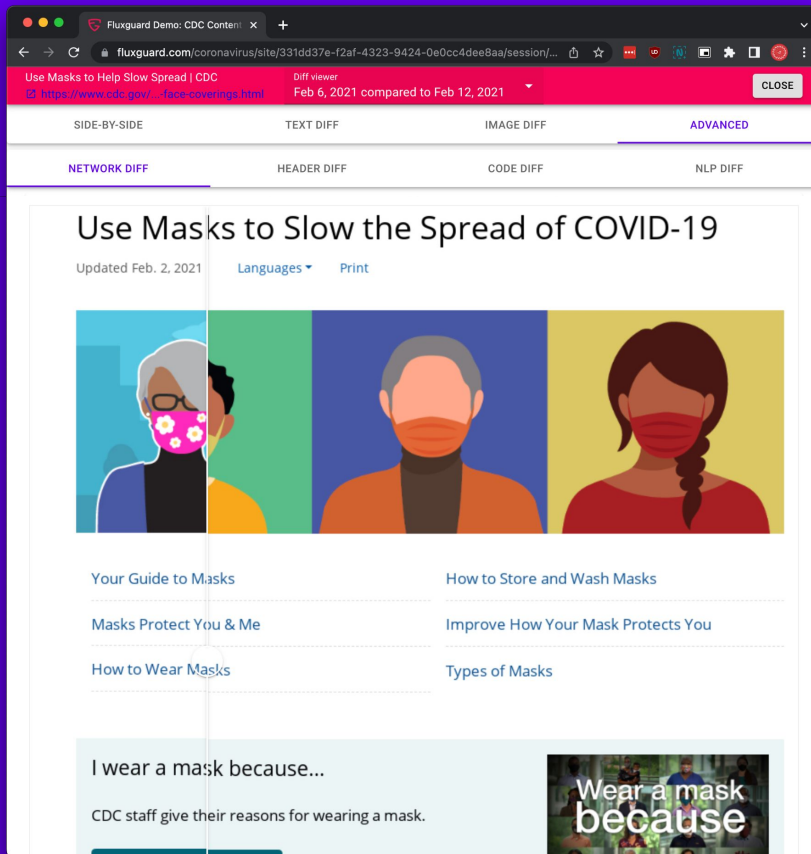 Fluxguard Demo: CDC Content
fluxguard.com/coronavirus/site/331dd37e-f2af-4323-9424-0e0cc4dee8aa/session/...
Use Masks to Help Slow Spread | CDC
https://www.cdc.gov/...-face-coverings.html
Diff viewer
Feb 6, 2021 compared to Feb 12, 2021
CLOSE
SIDE-BY-SIDE TEXT DIFF IMAGE DIFF ADVANCED
NETWORK DIFF HEADER DIFF CODE DIFF NLP DIFF
Use Masks to Slow the Spread of COVID-19
Updated Feb. 2, 2021 Languages Print
Your Guide to Masks How to Store and Wash Masks
Masks Protect You & Me Improve How Your Mask Protects You
How to Wear Masks Types of Masks
I wear a mask because...
CDC staff give their reasons for wearing a mask.
Wear a mask
because